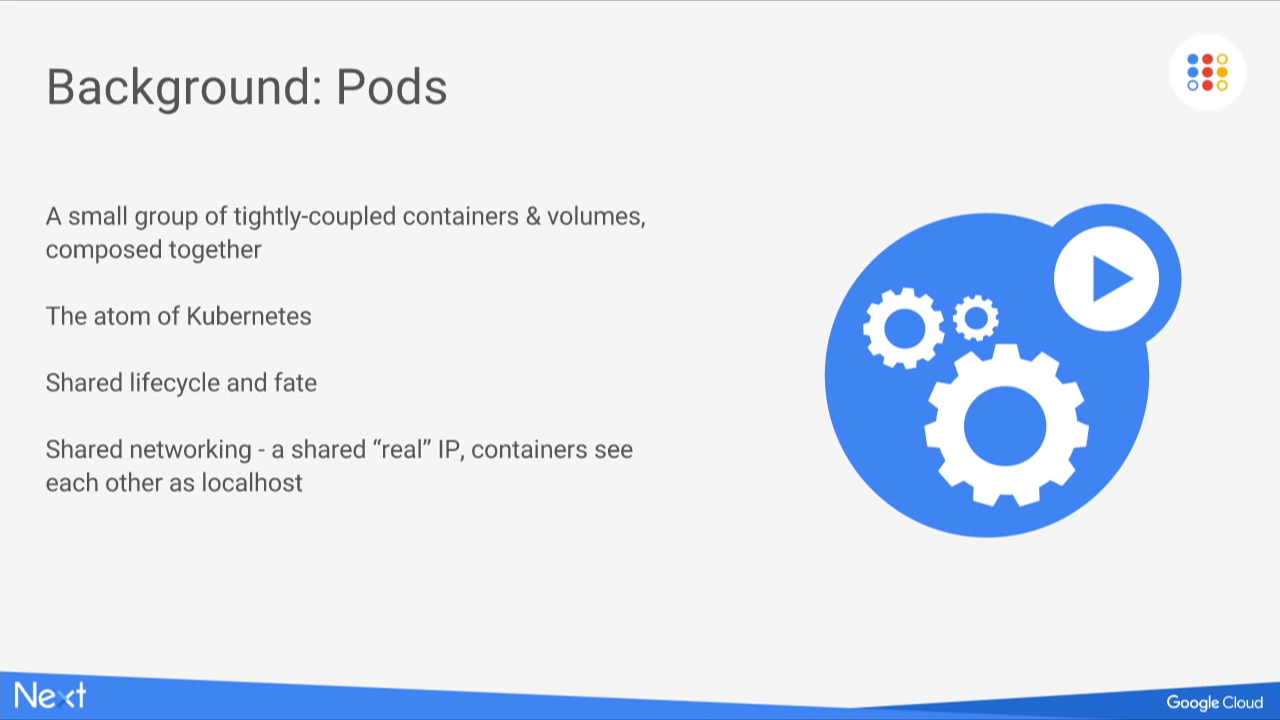 Background: Pods
A small group of tightly-coupled containers & volumes,
composed together
The atom of Kubernetes
Shared lifecycle and fate
Shared networking - a shared “real” IP, containers see
each other as localhost
Next
Google Cloud